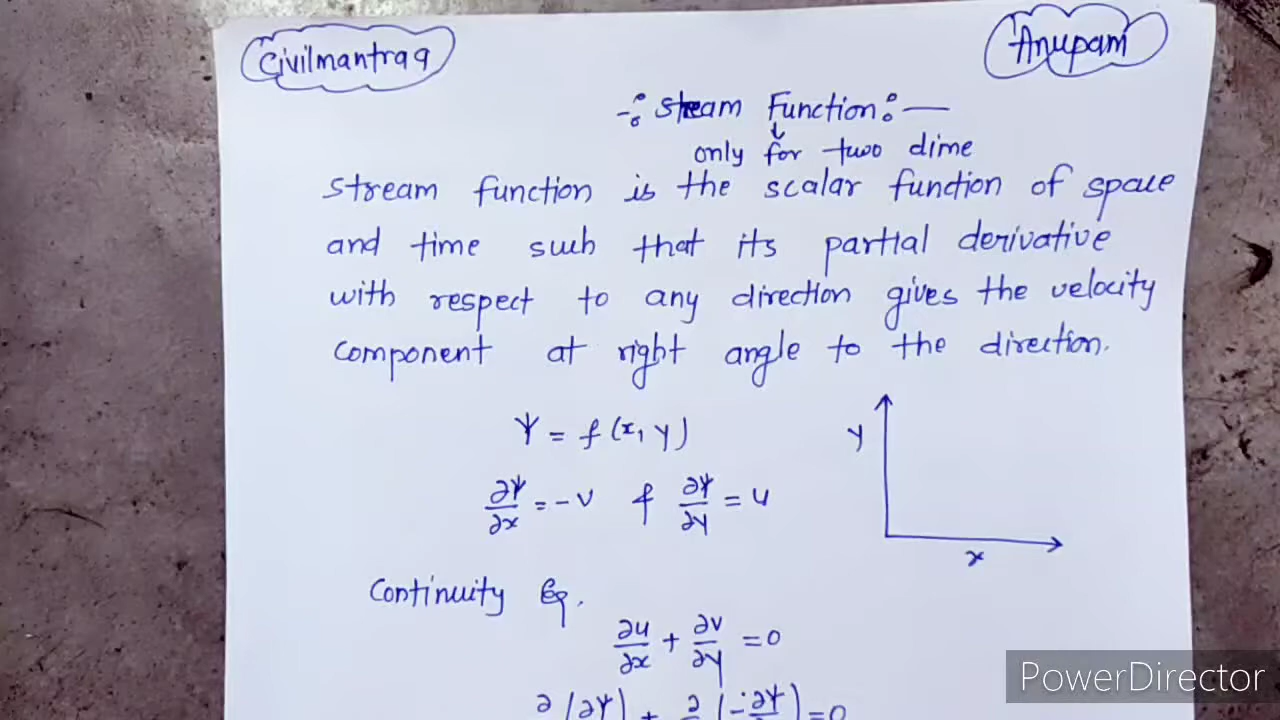 Civilmantra9
Anupam
-: Stream Function :-
only for two dime
Stream function is the scalar function of space
and time such that its partial derivative
with respect to any direction gives the velocity
component at right angle to the direction.
Ψ = f(x, y)
y
∂Ψ/∂x = -v & ∂Ψ/∂y = u
x
Continuity Eq.
∂u/∂x + ∂v/∂y = 0
∂ (∂Ψ) + ∂ (-∂Ψ) = 0
PowerDirector